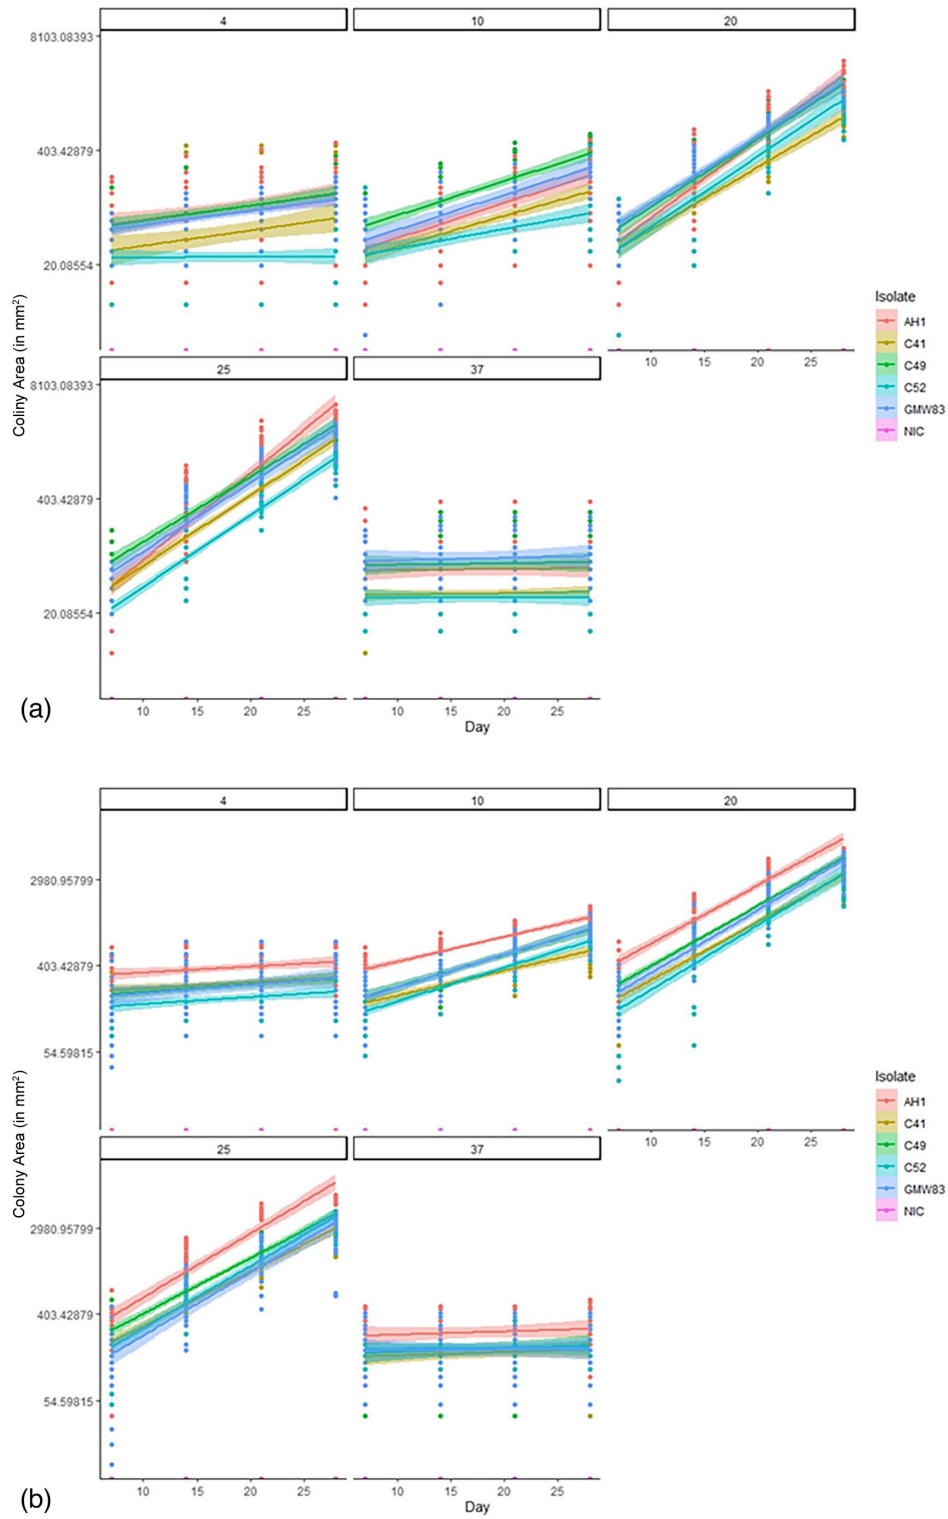 4 10 20
8103.08393
403.42879
20.08554
10 15 20 25
Coliny Area (in mm²)
25 37
8103.08393
403.42879
20.08554
10 15 20 25 10 15 20 25
Day
Isolate
AH1
C41
C49
C52
GMW83
NIC
(a)
4 10 20
2980.95799
403.42879
54.59815
10 15 20 25
Colony Area (in mm²)
25 37
2980.95799
403.42879
54.59815
10 15 20 25 10 15 20 25
Day
Isolate
AH1
C41
C49
C52
GMW83
NIC
(b)